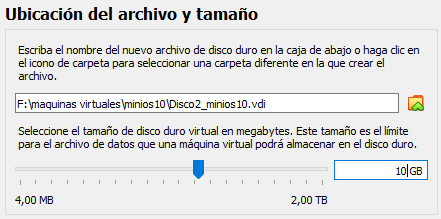 Ubicación del archivo y tamaño
Escriba el nombre del nuevo archivo de disco duro en la caja de abajo o haga clic en
el icono de carpeta para seleccionar una carpeta diferente en la que crear el
archivo.
F:\maquinas virtuales\minios10\Disco2_minios10.vdi
Seleccione el tamaño de disco duro virtual en megabytes. Este tamaño es el límite
para el archivo de datos que una máquina virtual podrá almacenar en el disco duro.
10 GB
4,00 MB 2,00 TB